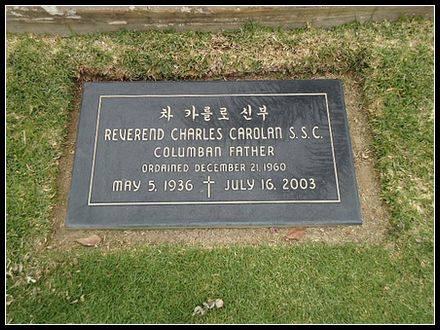 차 카를로 신부
REVEREND CHARLES CAROLAN S.S.C.
COLUMBAN FATHER
ORDAINED DECEMBER 21, 1960
MAY 5, 1936 ✝ JULY 16, 2003